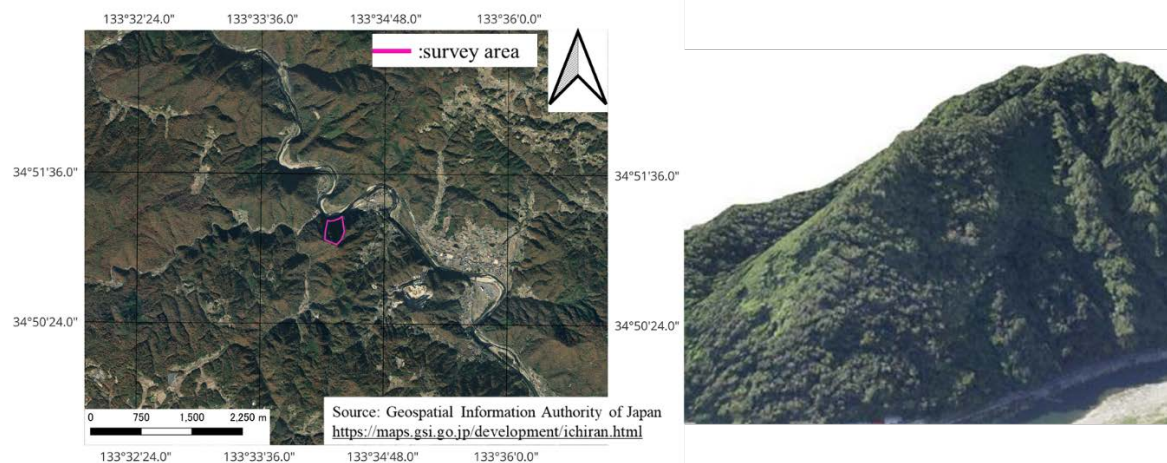 133°32'24.0" 133°33'36.0" 133°34'48.0" 133°36'0.0"
:survey area
34°51'36.0" 34°51'36.0"
34°50'24.0" 34°50'24.0"
0 750 1,500 2,250 m
Source: Geospatial Information Authority of Japan
https://maps.gsi.go.jp/development/ichiran.html
133°32'24.0" 133°33'36.0" 133°34'48.0" 133°36'0.0"